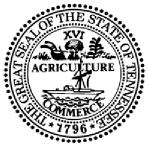 THE GREAT SEAL OF THE STATE OF TENNESSEE
XVI
AGRICULTURE
COMMERCE
1796